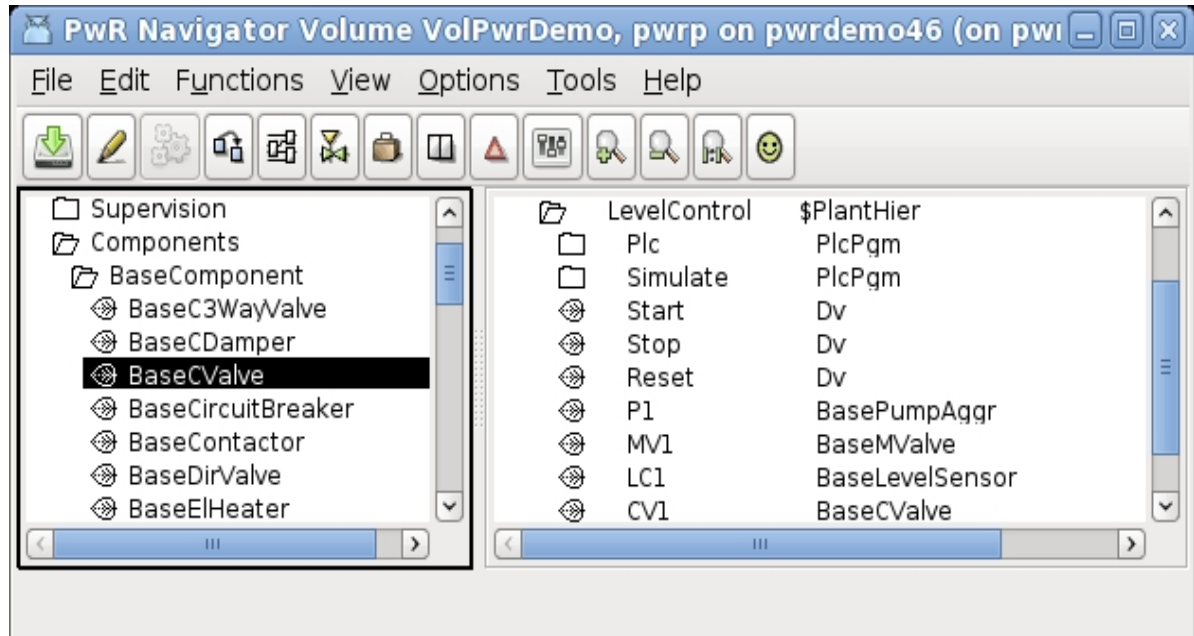 PwR Navigator Volume VolPwrDemo, pwrp on pwrdemo46 (on pwr
File Edit Functions View Options Tools Help
Supervision
Components
BaseComponent
BaseC3WayValve
BaseCDamper
BaseCValve
BaseCircuitBreaker
BaseContactor
BaseDirValve
BaseElHeater
LevelControl $PlantHier
Plc PlcPgm
Simulate PlcPgm
Start Dv
Stop Dv
Reset Dv
P1 BasePumpAggr
MV1 BaseMValve
LC1 BaseLevelSensor
CV1 BaseCValve